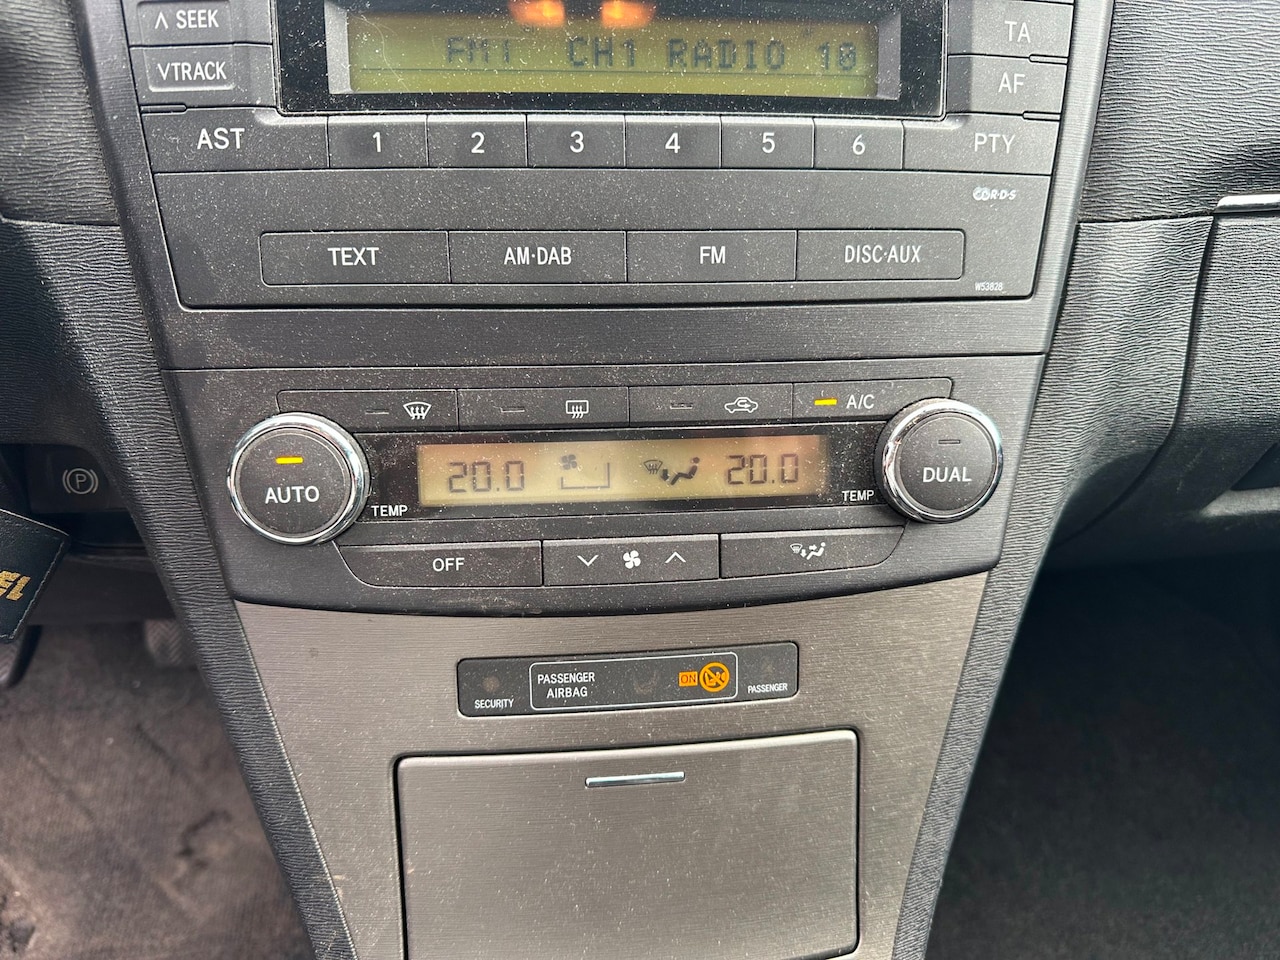 ∧ SEEK
FM1 CH1 RADIO 10
TA
∨TRACK
AF
AST 1 2 3 4 5 6 PTY
R·D·S
TEXT AM·DAB FM DISC·AUX
W53828
A/C
AUTO 20.0 20.0 DUAL
TEMP TEMP
OFF
PASSENGER
AIRBAG
ON
SECURITY
PASSENGER